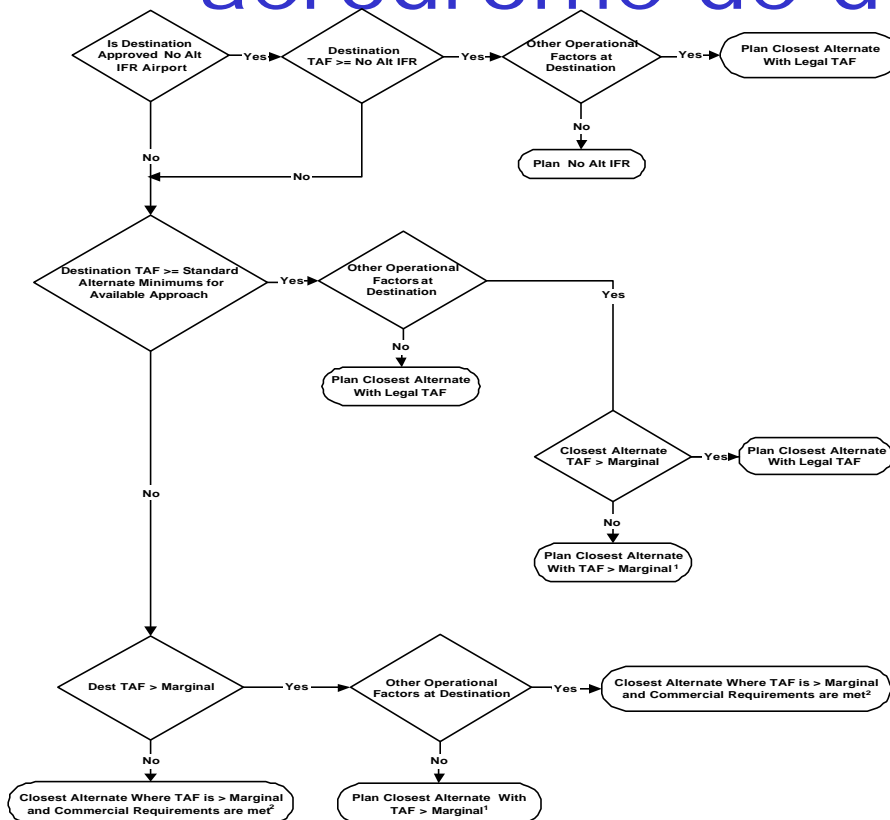 aérodrome de d
Is Destination
Approved No Alt
IFR Airport
Yes
Destination
TAF >= No Alt IFR
Yes
Other Operational
Factors at
Destination
Yes
Plan Closest Alternate
With Legal TAF
No
No
No
Plan No Alt IFR
Destination TAF >= Standard
Alternate Minimums for
Available Approach
Yes
Other Operational
Factors at
Destination
Yes
No
Plan Closest Alternate
With Legal TAF
Closest Alternate
TAF > Marginal
Yes
Plan Closest Alternate
With Legal TAF
No
No
Plan Closest Alternate
With TAF > Marginal¹
Dest TAF > Marginal
Yes
Other Operational
Factors at Destination
Yes
Closest Alternate Where TAF is > Marginal
and Commercial Requirements are met²
No
No
Closest Alternate Where TAF is > Marginal
and Commercial Requirements are met²
Plan Closest Alternate With
TAF > Marginal¹